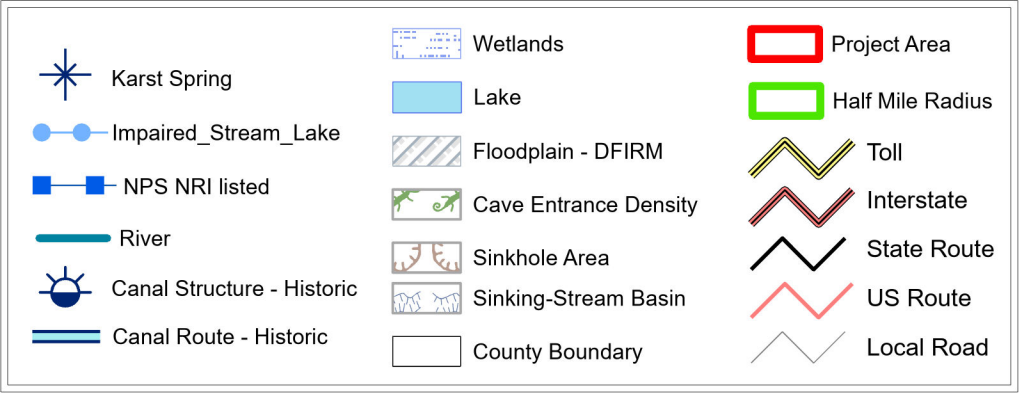 Karst Spring
Impaired_Stream_Lake
NPS NRI listed
River
Canal Structure - Historic
Canal Route - Historic
Wetlands
Lake
Floodplain - DFIRM
Cave Entrance Density
Sinkhole Area
Sinking-Stream Basin
County Boundary
Project Area
Half Mile Radius
Toll
Interstate
State Route
US Route
Local Road